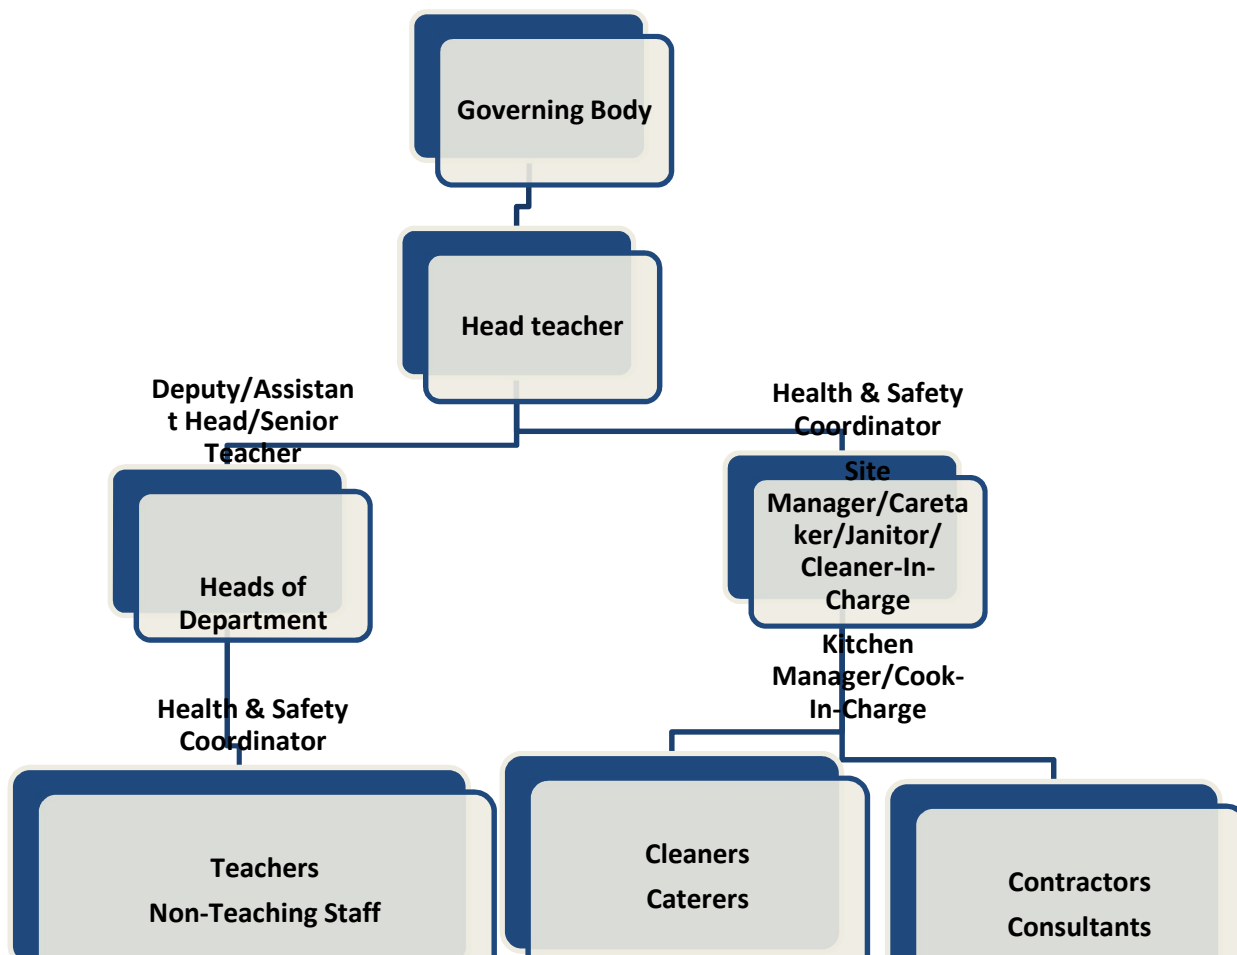 Governing Body
Head teacher
Deputy/Assistan
t Head/Senior
Teacher
Heads of
Department
Health & Safety
Coordinator
Health & Safety
Coordinator
Site
Manager/Careta
ker/Janitor/
Cleaner-In-
Charge
Kitchen
Manager/Cook-
In-Charge
Teachers
Non-Teaching Staff
Cleaners
Caterers
Contractors
Consultants